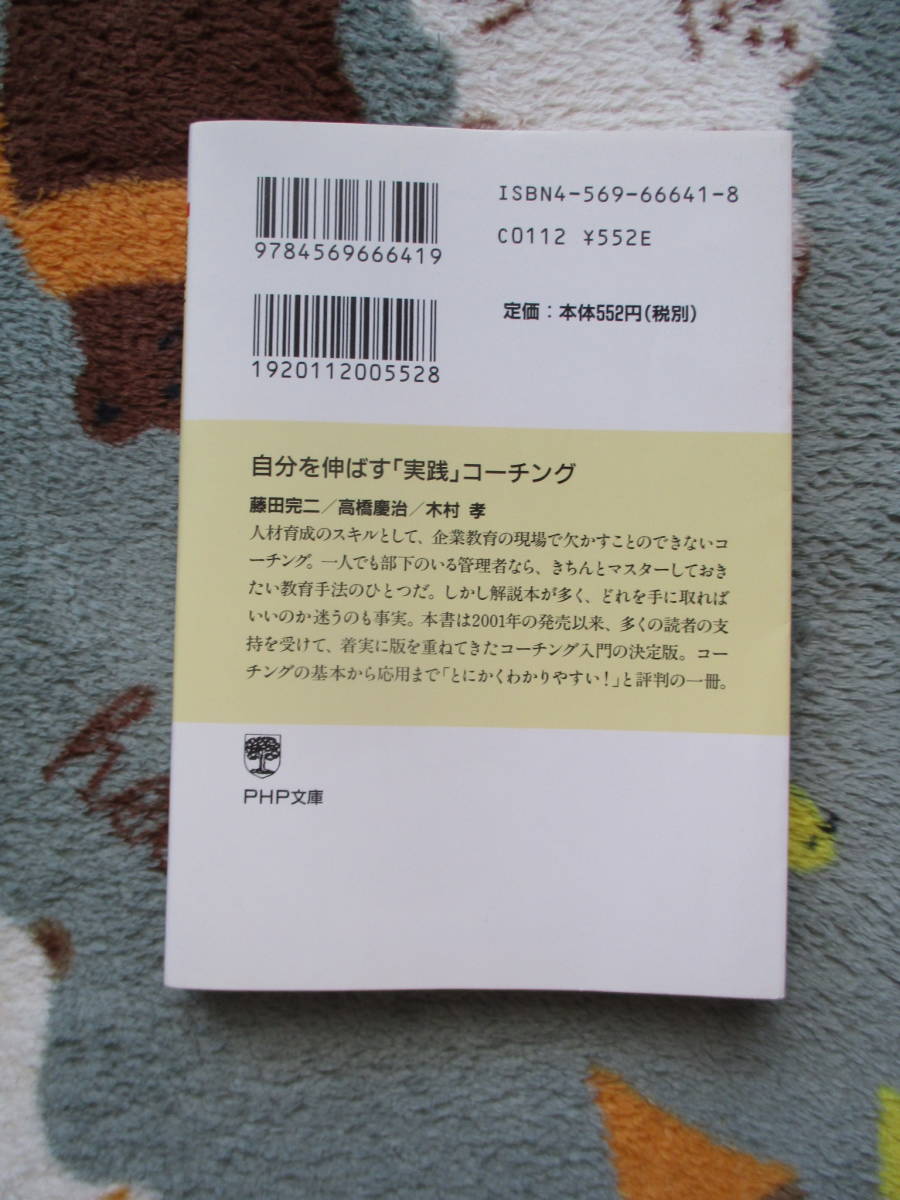 9784569666419
ISBN4-569-66641-8
C0112 ¥552E
1920112005528
定価：本体552円（税別）
自分を伸ばす「実践」コーチング
藤田完二／高橋慶治／木村 孝
人材育成のスキルとして、企業教育の現場で欠かすことのできないコ
ーチング。一人でも部下のいる管理者なら、きちんとマスターしておき
たい教育手法のひとつだ。しかし解説本が多く、どれを手に取れば
いいのか迷うのも事実。本書は2001年の発売以来、多くの読者の支
持を受けて、着実に版を重ねてきたコーチング入門の決定版。コー
チングの基本から応用まで「とにかくわかりやすい！」と評判の一冊。
PHP文庫